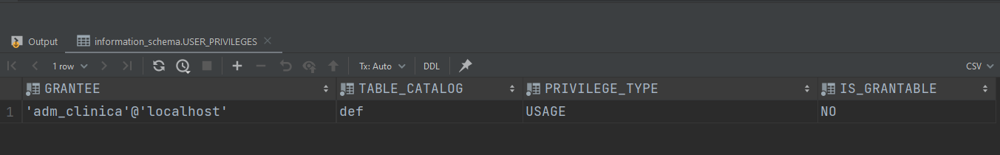 Output information_schema.USER_PRIVILEGES
1 row Tx: Auto DDL CSV
GRANTEE TABLE_CATALOG PRIVILEGE_TYPE IS_GRANTABLE
1 'adm_clinica'@'localhost' def USAGE NO